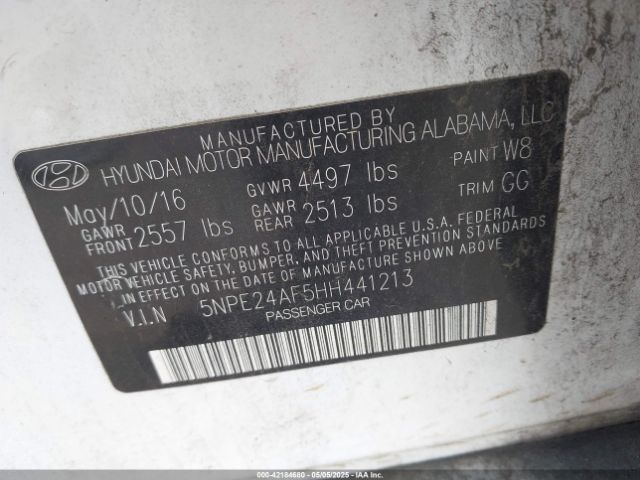 MANUFACTURED BY
HYUNDAI MOTOR MANUFACTURING ALABAMA, LLC
May/10/16 GVWR 4497 lbs PAINT W8
GAWR FRONT 2557 lbs GAWR REAR 2513 lbs TRIM GG
THIS VEHICLE CONFORMS TO ALL APPLICABLE U.S.A. FEDERAL
MOTOR VEHICLE SAFETY, BUMPER, AND THEFT PREVENTION
STANDARDS IN EFFECT ON THE DATE OF MANUFACTURE SHOWN ABOVE
V.I.N 5NPE24AF5HH441213
PASSENGER CAR
000-42184660 - 05/05/2025 - IAA Inc.